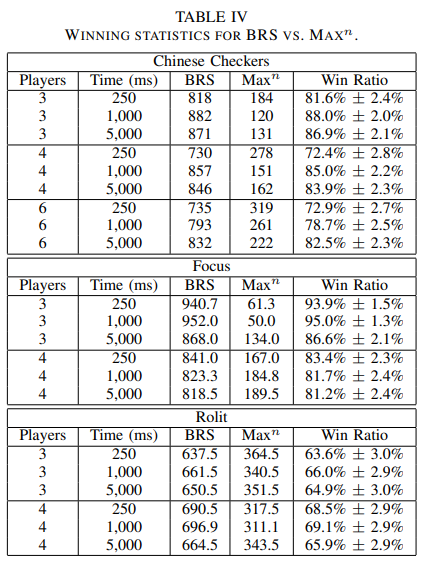 TABLE IV
WINNING STATISTICS FOR BRS VS. MAXⁿ.
Chinese Checkers
Players Time (ms) BRS Maxⁿ Win Ratio
3 250 818 184 81.6% ± 2.4%
3 1,000 882 120 88.0% ± 2.0%
3 5,000 871 131 86.9% ± 2.1%
4 250 730 278 72.4% ± 2.8%
4 1,000 857 151 85.0% ± 2.2%
4 5,000 846 162 83.9% ± 2.3%
6 250 735 319 72.9% ± 2.7%
6 1,000 793 261 78.7% ± 2.5%
6 5,000 832 222 82.5% ± 2.3%
Focus
Players Time (ms) BRS Maxⁿ Win Ratio
3 250 940.7 61.3 93.9% ± 1.5%
3 1,000 952.0 50.0 95.0% ± 1.3%
3 5,000 868.0 134.0 86.6% ± 2.1%
4 250 841.0 167.0 83.4% ± 2.3%
4 1,000 823.3 184.8 81.7% ± 2.4%
4 5,000 818.5 189.5 81.2% ± 2.4%
Rolit
Players Time (ms) BRS Maxⁿ Win Ratio
3 250 637.5 364.5 63.6% ± 3.0%
3 1,000 661.5 340.5 66.0% ± 2.9%
3 5,000 650.5 351.5 64.9% ± 3.0%
4 250 690.5 317.5 68.5% ± 2.9%
4 1,000 696.9 311.1 69.1% ± 2.9%
4 5,000 664.5 343.5 65.9% ± 2.9%